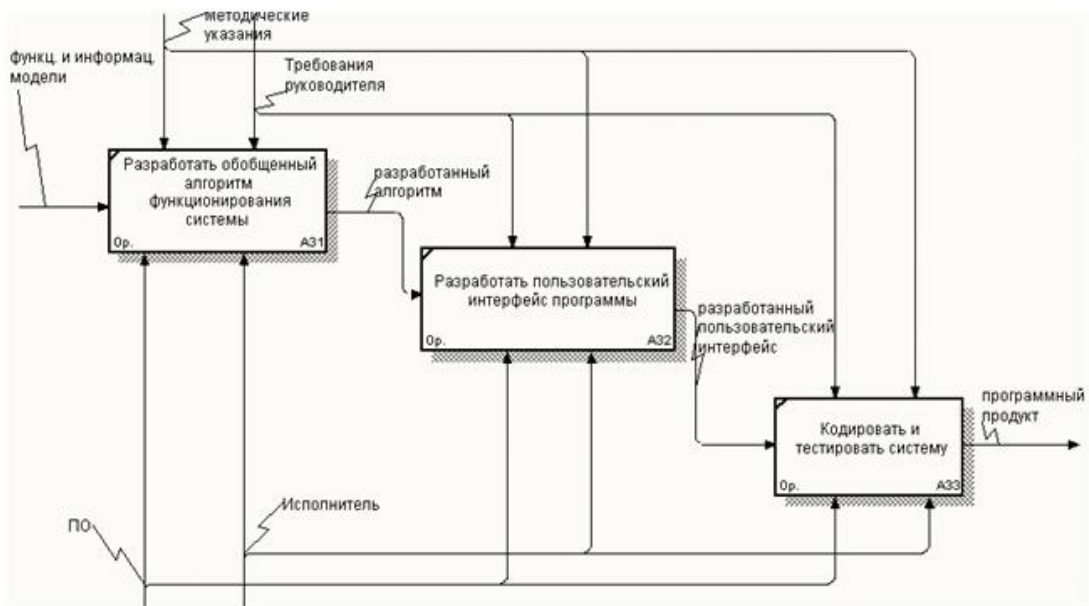 Методические
указания
функц. и информац.
модели
Требования
руководителя
Разработать обобщенный
алгоритм
функционирования
системы
0р.
А31
разработанный
алгоритм
Разработать пользовательский
интерфейс программы
0р.
А32
разработанный
пользовательский
интерфейс
программный
продукт
Кодировать и
тестировать систему
0р.
А33
Исполнитель
ПО